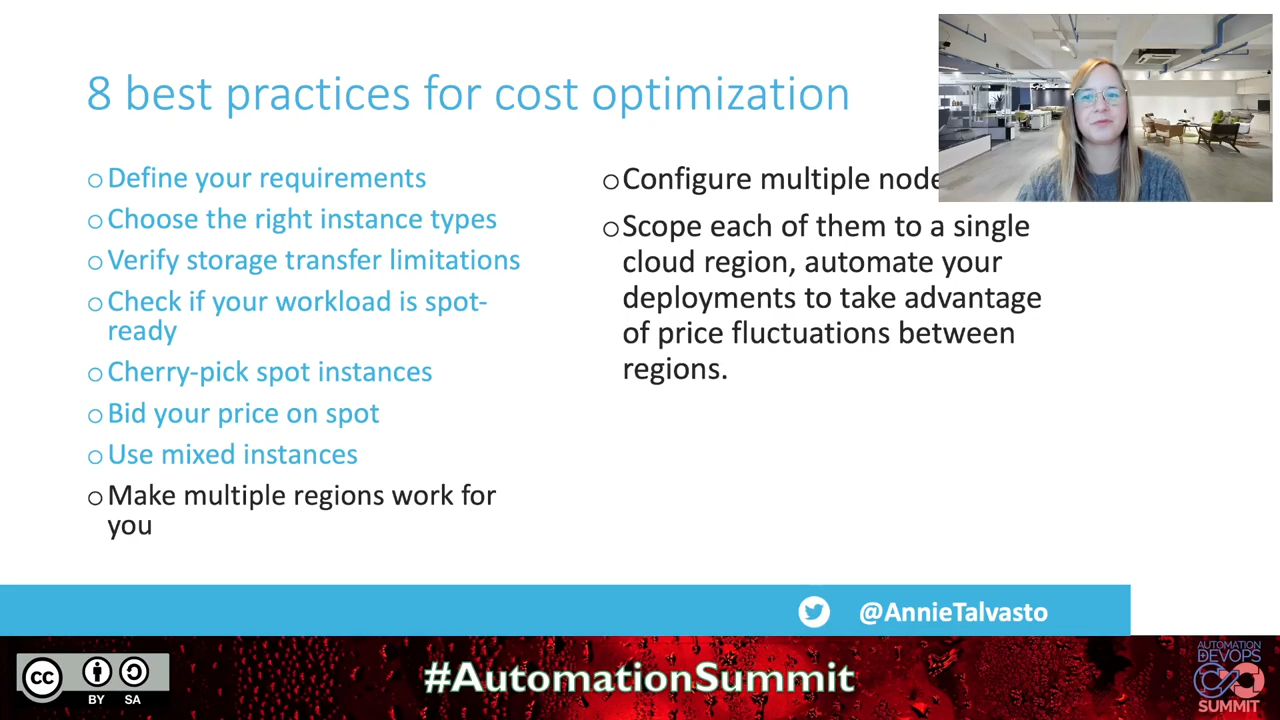 8 best practices for cost optimization
○Define your requirements
○Choose the right instance types
○Verify storage transfer limitations
○Check if your workload is spot-
ready
○Cherry-pick spot instances
○Bid your price on spot
○Use mixed instances
○Make multiple regions work for
you
○Configure multiple node
○Scope each of them to a single
cloud region, automate your
deployments to take advantage
of price fluctuations between
regions.
@AnnieTalvasto
cc
BY SA
#AutomationSummit
AUTOMATION
DEVOPS
SUMMIT